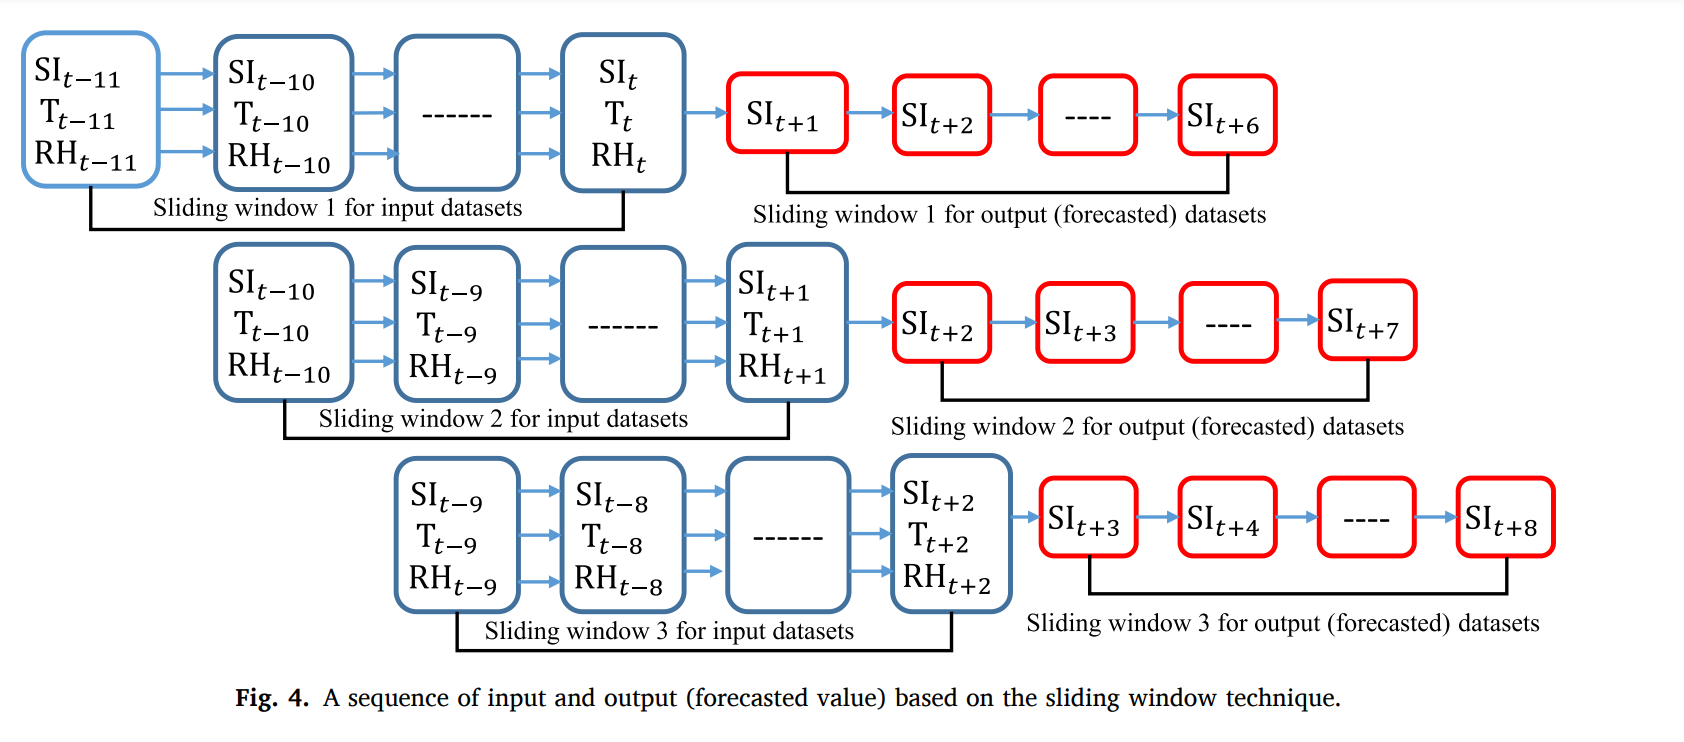 SIt−11 SIt−10 SIt
Tt−11 Tt−10 ------ Tt SIt+1 SIt+2 ---- SIt+6
RHt−11 RHt−10 RHt
Sliding window 1 for input datasets
Sliding window 1 for output (forecasted) datasets
SIt−10 SIt−9 SIt+1
Tt−10 Tt−9 ------ Tt+1 SIt+2 SIt+3 ---- SIt+7
RHt−10 RHt−9 RHt+1
Sliding window 2 for input datasets
Sliding window 2 for output (forecasted) datasets
SIt−9 SIt−8 SIt+2
Tt−9 Tt−8 ------ Tt+2 SIt+3 SIt+4 ---- SIt+8
RHt−9 RHt−8 RHt+2
Sliding window 3 for input datasets
Sliding window 3 for output (forecasted) datasets
Fig. 4. A sequence of input and output (forecasted value) based on the sliding window technique.